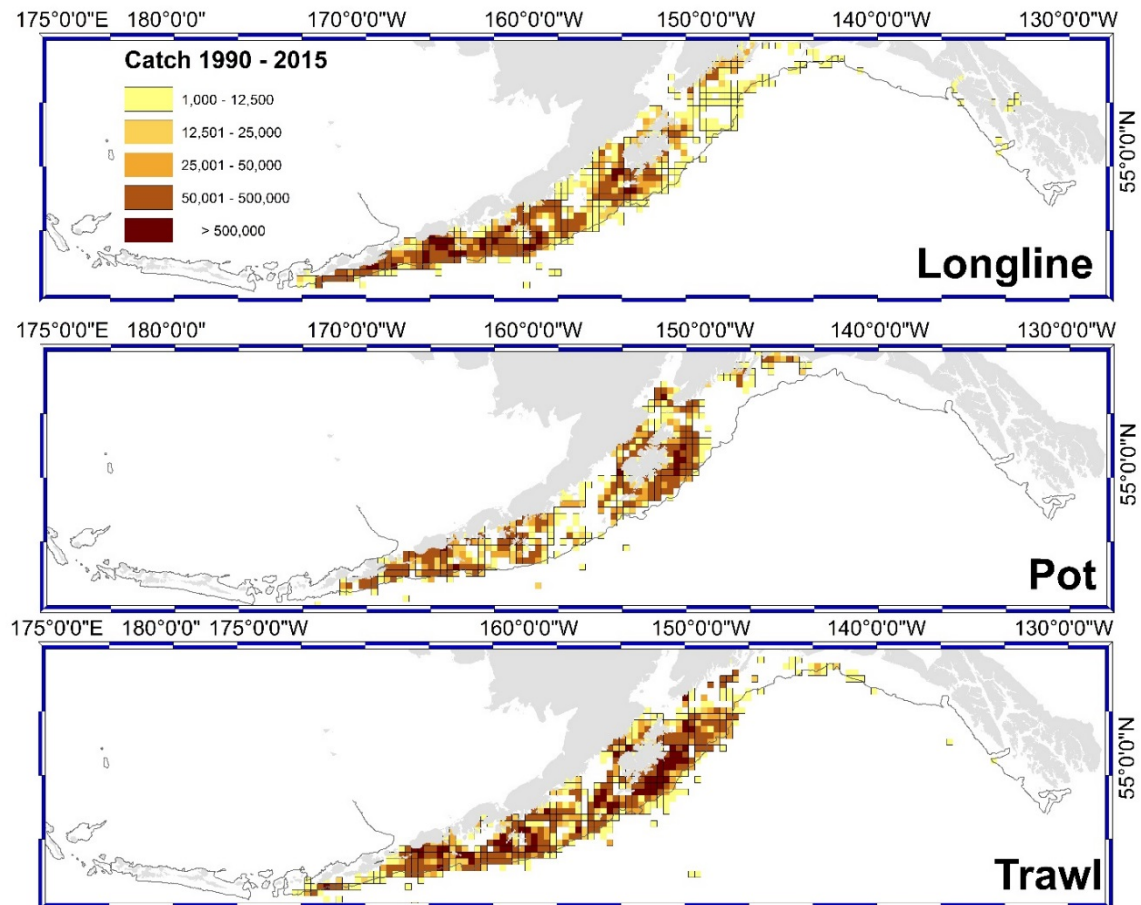 175°0'0"E 180°0'0" 170°0'0"W 160°0'0"W 150°0'0"W 140°0'0"W 130°0'0"W
Catch 1990 - 2015
1,000 - 12,500
12,501 - 25,000
25,001 - 50,000
50,001 - 500,000
> 500,000
55°0'0"N
Longline
175°0'0"E 180°0'0" 170°0'0"W 160°0'0"W 150°0'0"W 140°0'0"W 130°0'0"W
55°0'0"N
Pot
175°0'0"E 180°0'0" 175°0'0"W 160°0'0"W 150°0'0"W 140°0'0"W 130°0'0"W
55°0'0"N
Trawl